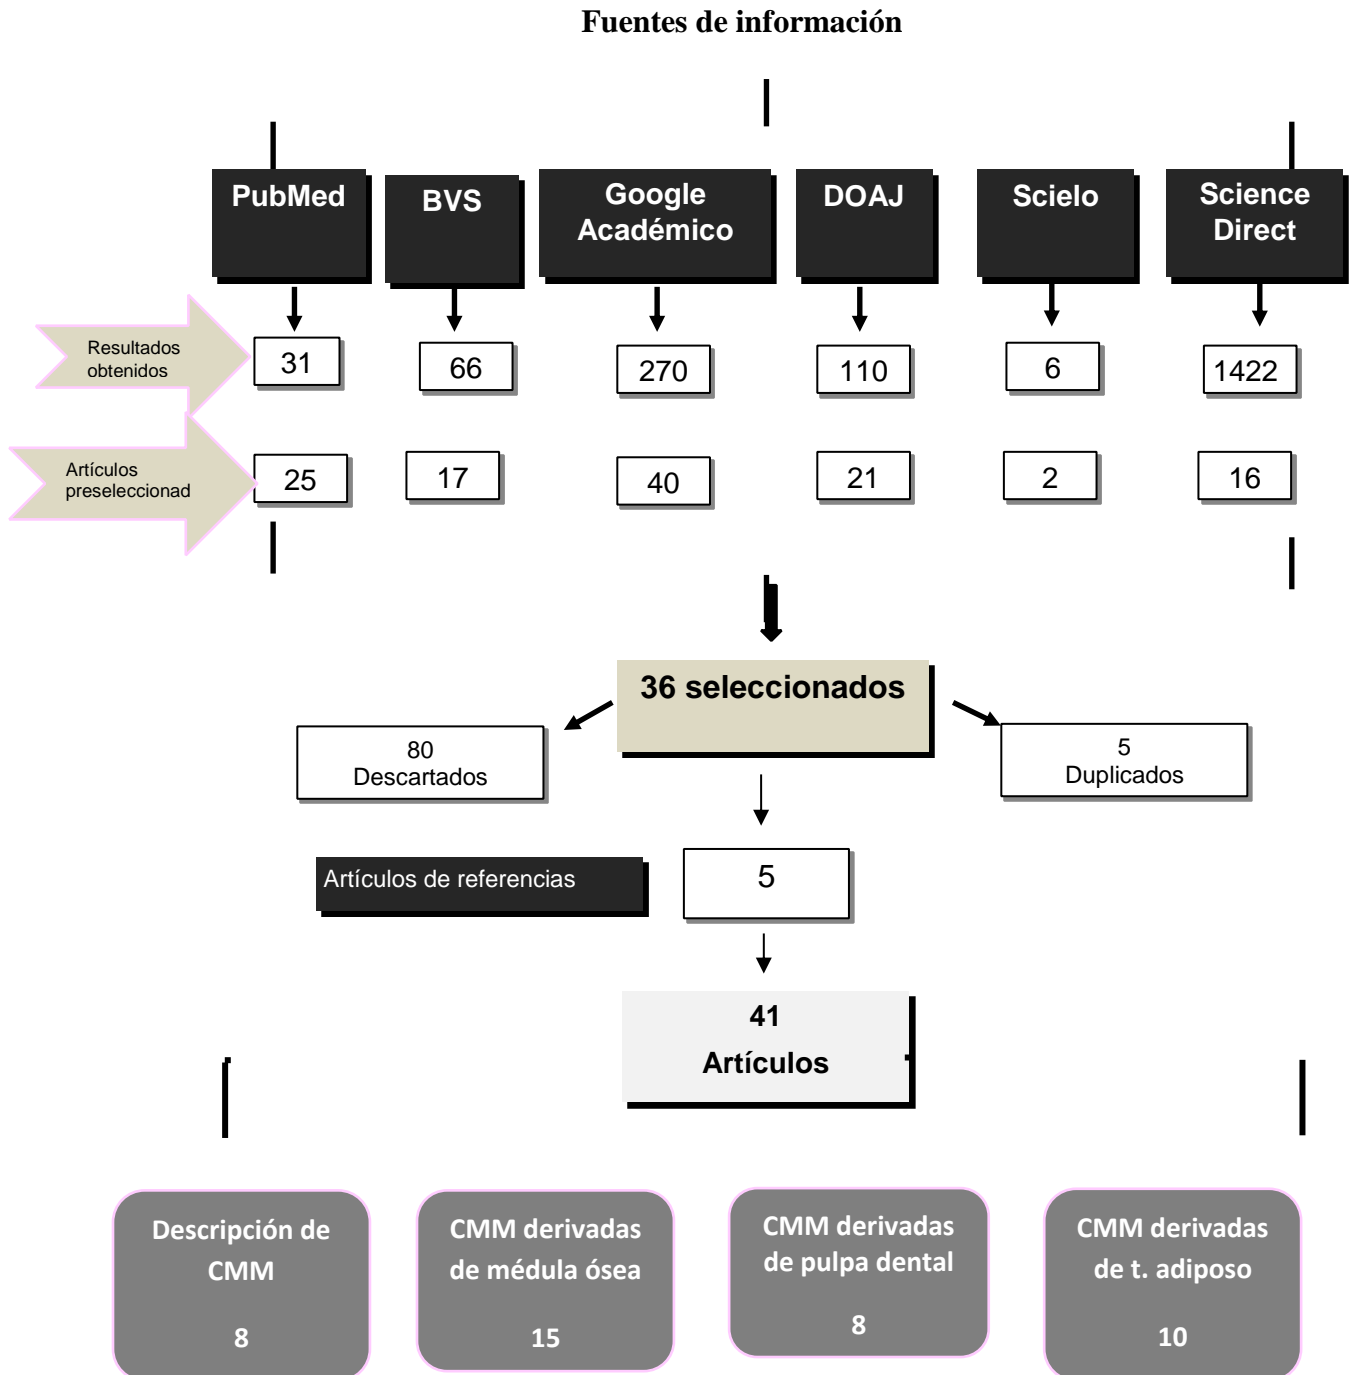 Fuentes de información
PubMed
BVS
Google
Académico
DOAJ
Scielo
Science
Direct
Resultados
obtenidos
31
66
270
110
6
1422
Artículos
preseleccionad
25
17
40
21
2
16
36 seleccionados
80
Descartados
5
Duplicados
Artículos de referencias
5
41
Artículos
Descripción de
CMM
8
CMM derivadas
de médula ósea
15
CMM derivadas
de pulpa dental
8
CMM derivadas
de t. adiposo
10